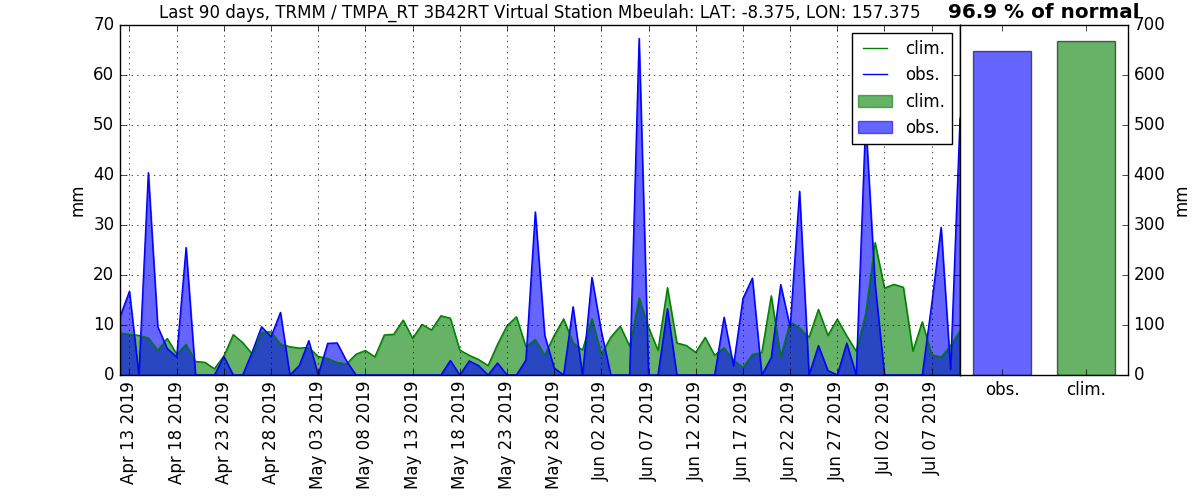 Last 90 days, TRMM / TMPA_RT 3B42RT Virtual Station Mbeulah: LAT: -8.375, LON: 157.375
96.9 % of normal
mm
70
60
50
40
30
20
10
0
clim.
obs.
clim.
obs.
700
600
500
400
300
200
100
0
mm
obs.
clim.
Apr 13 2019
Apr 18 2019
Apr 23 2019
Apr 28 2019
May 03 2019
May 08 2019
May 13 2019
May 18 2019
May 23 2019
May 28 2019
Jun 02 2019
Jun 07 2019
Jun 12 2019
Jun 17 2019
Jun 22 2019
Jun 27 2019
Jul 02 2019
Jul 07 2019